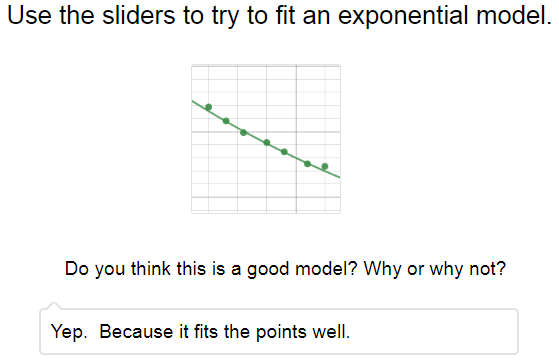 Use the sliders to try to fit an exponential model.
Do you think this is a good model? Why or why not?
Yep.  Because it fits the points well.